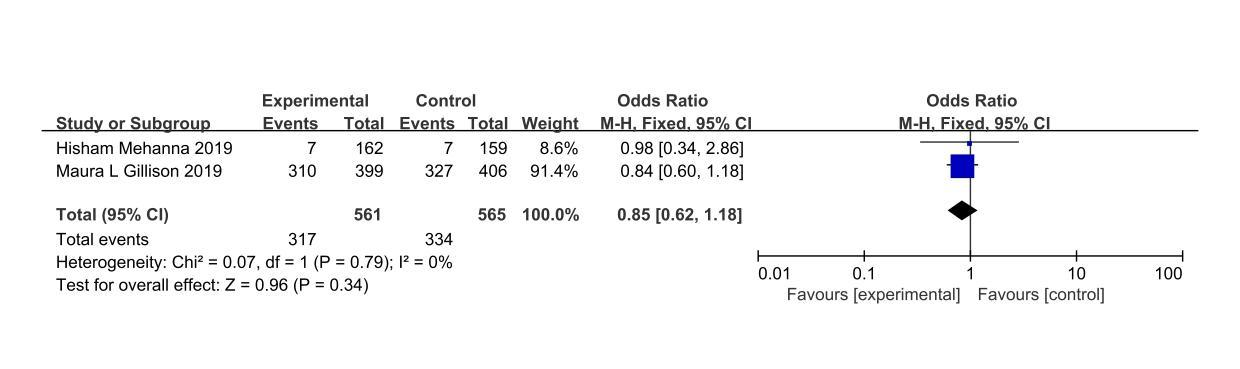 Experimental Control Odds Ratio Odds Ratio
Study or Subgroup Events Total Events Total Weight M-H, Fixed, 95% CI M-H, Fixed, 95% CI
Hisham Mehanna 2019 7 162 7 159 8.6% 0.98 [0.34, 2.86]
Maura L Gillison 2019 310 399 327 406 91.4% 0.84 [0.60, 1.18]
Total (95% CI) 561 565 100.0% 0.85 [0.62, 1.18]
Total events 317 334
Heterogeneity: Chi² = 0.07, df = 1 (P = 0.79); I² = 0%
Test for overall effect: Z = 0.96 (P = 0.34)
0.01 0.1 1 10 100
Favours [experimental] Favours [control]